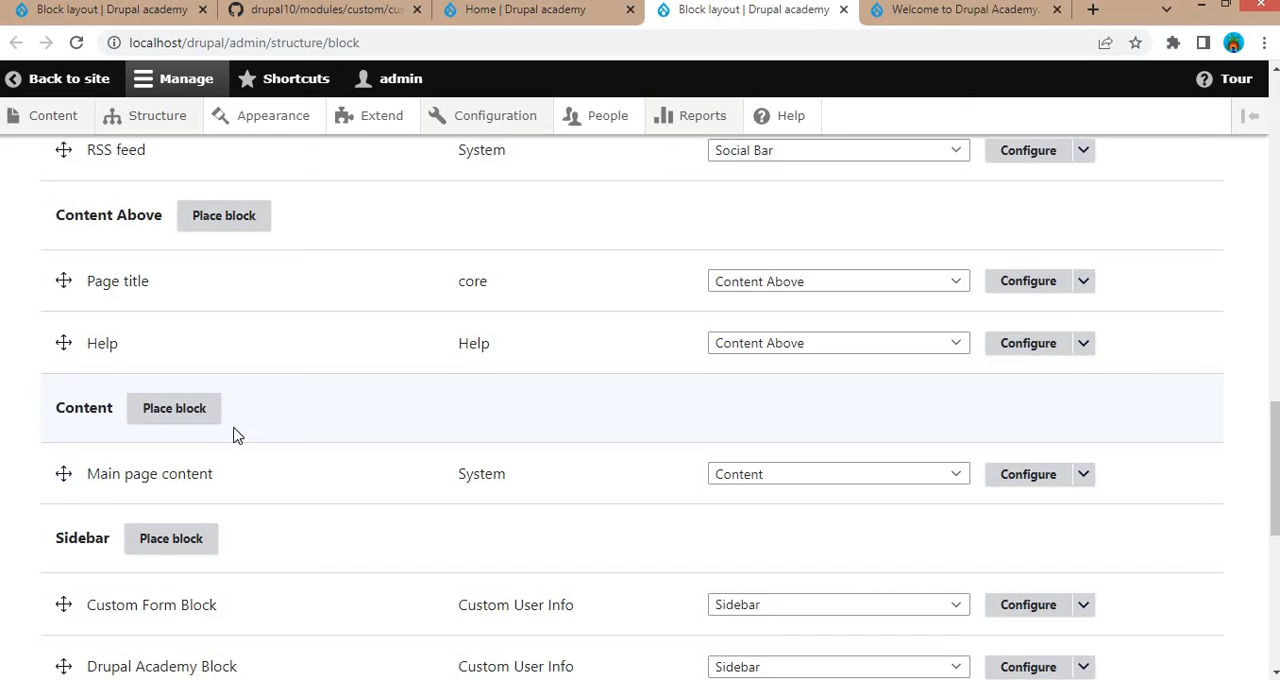 Block layout | Drupal academy
drupal10/modules/custom/cus
Home | Drupal academy
Block layout | Drupal academy
Welcome to Drupal Academy.
localhost/drupal/admin/structure/block
Back to site
Manage
Shortcuts
admin
Tour
Content
Structure
Appearance
Extend
Configuration
People
Reports
Help
RSS feed System Social Bar Configure
Content Above Place block
Page title core Content Above Configure
Help Help Content Above Configure
Content Place block
Main page content System Content Configure
Sidebar Place block
Custom Form Block Custom User Info Sidebar Configure
Drupal Academy Block Custom User Info Sidebar Configure